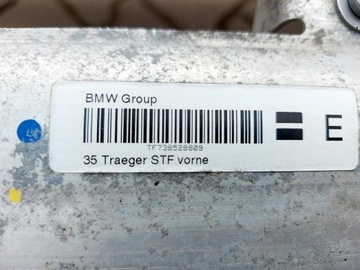 BMW Group
E
TF738528809
35 Traeger STF vorne